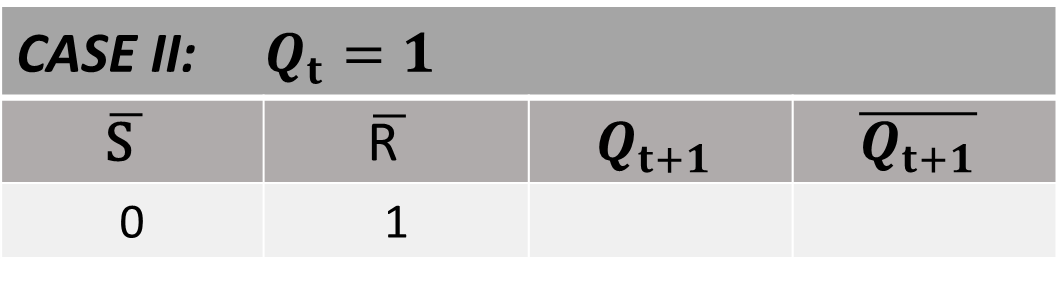 CASE II: Qₜ = 1
S̅ R̅ Qₜ₊₁ Q̅ₜ̅₊̅₁̅
0 1